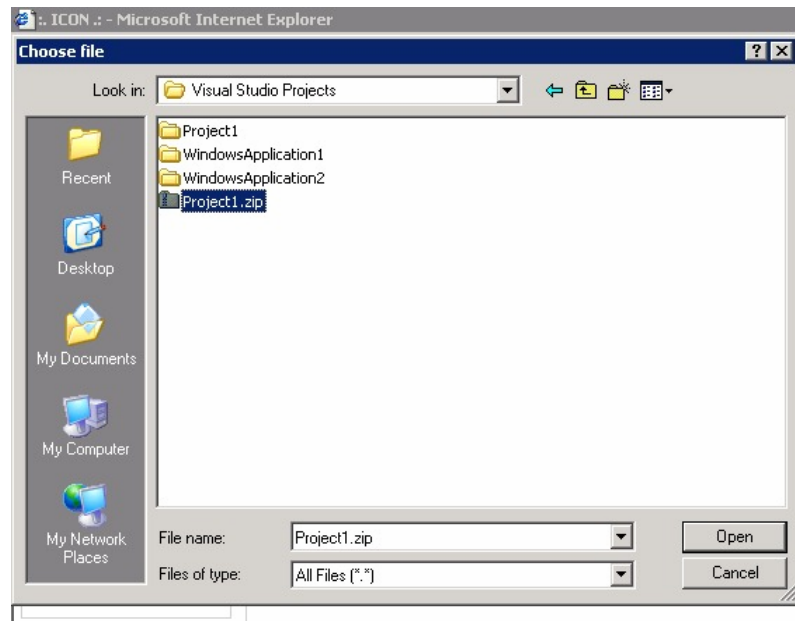 :. ICON .: - Microsoft Internet Explorer
Choose file
Look in: Visual Studio Projects
Recent
Desktop
My Documents
My Computer
My Network
Places
Project1
WindowsApplication1
WindowsApplication2
Project1.zip
File name: Project1.zip Open
Files of type: All Files (*.*) Cancel